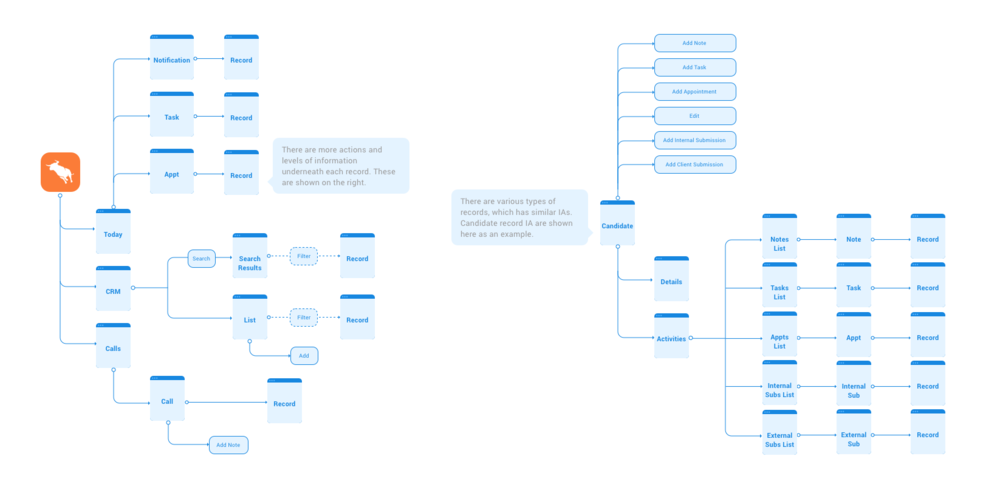 Notification
Record
Task
Record
Appt
Record
There are more actions and
levels of information
underneath each record. These
are shown on the right.
Today
CRM
Search
Search
Results
Filter
Record
List
Filter
Record
Add
Calls
Call
Record
Add Note
Add Note
Add Task
Add Appointment
Edit
Add Internal Submission
Add Client Submission
There are various types of
records, which has similar IAs.
Candidate record IA are shown
here as an example.
Candidate
Details
Activities
Notes
List
Note
Record
Tasks
List
Task
Record
Appts
List
Appt
Record
Internal
Subs List
Internal
Sub
Record
External
Subs List
External
Sub
Record